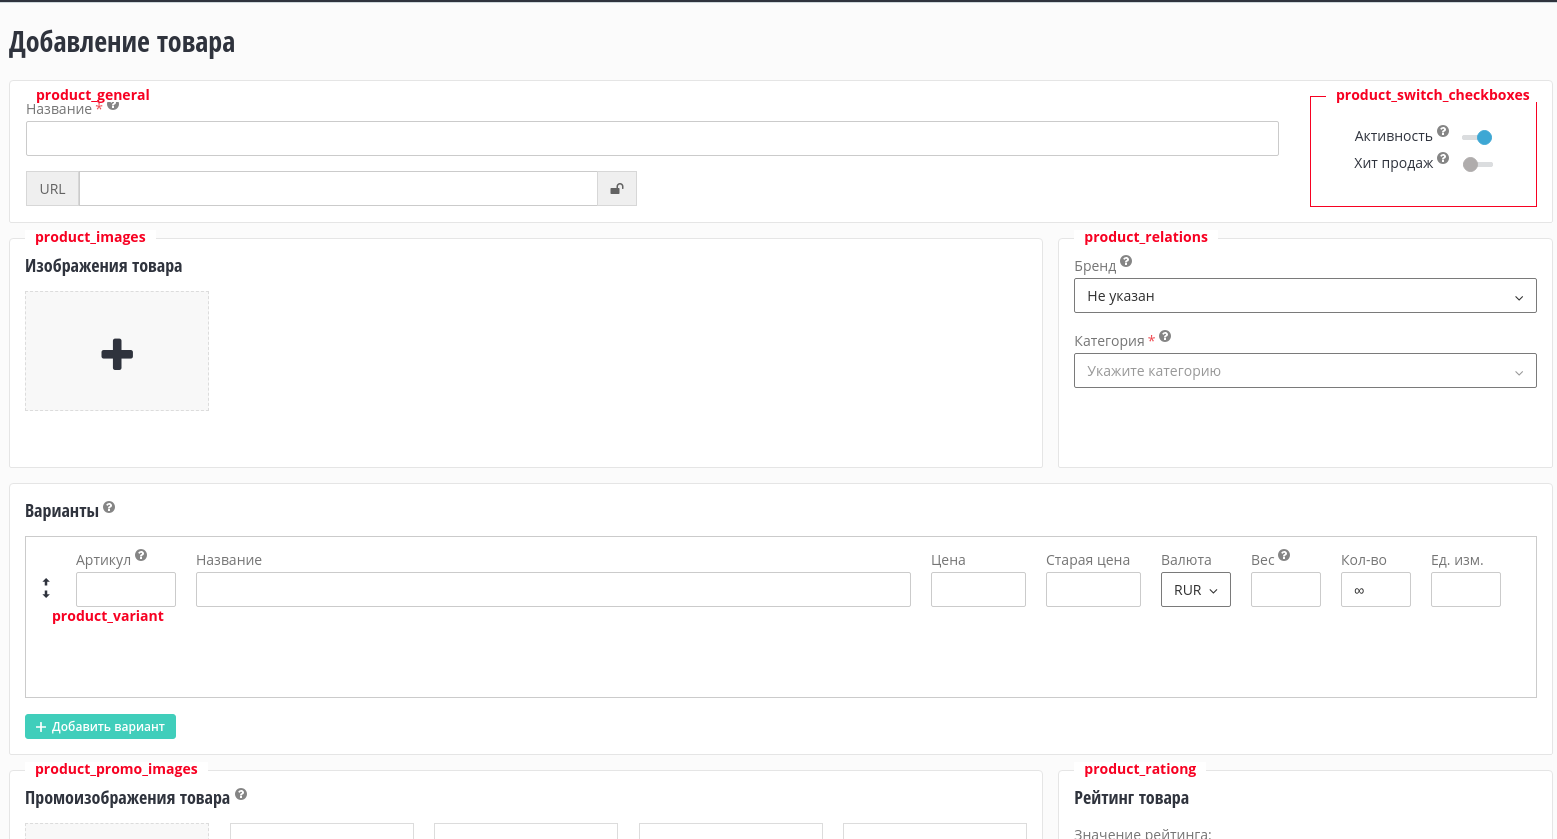 Добавление товара
product_general
Название *
product_switch_checkboxes
Активность
Хит продаж
URL
product_images
Изображения товара
product_relations
Бренд
Не указан
Категория *
Укажите категорию
Варианты
Артикул Название Цена Старая цена Валюта Вес Кол-во Ед. изм.
RUR ∞
product_variant
+ Добавить вариант
product_promo_images
Промоизображения товара
product_rationg
Рейтинг товара
Значение рейтинга: